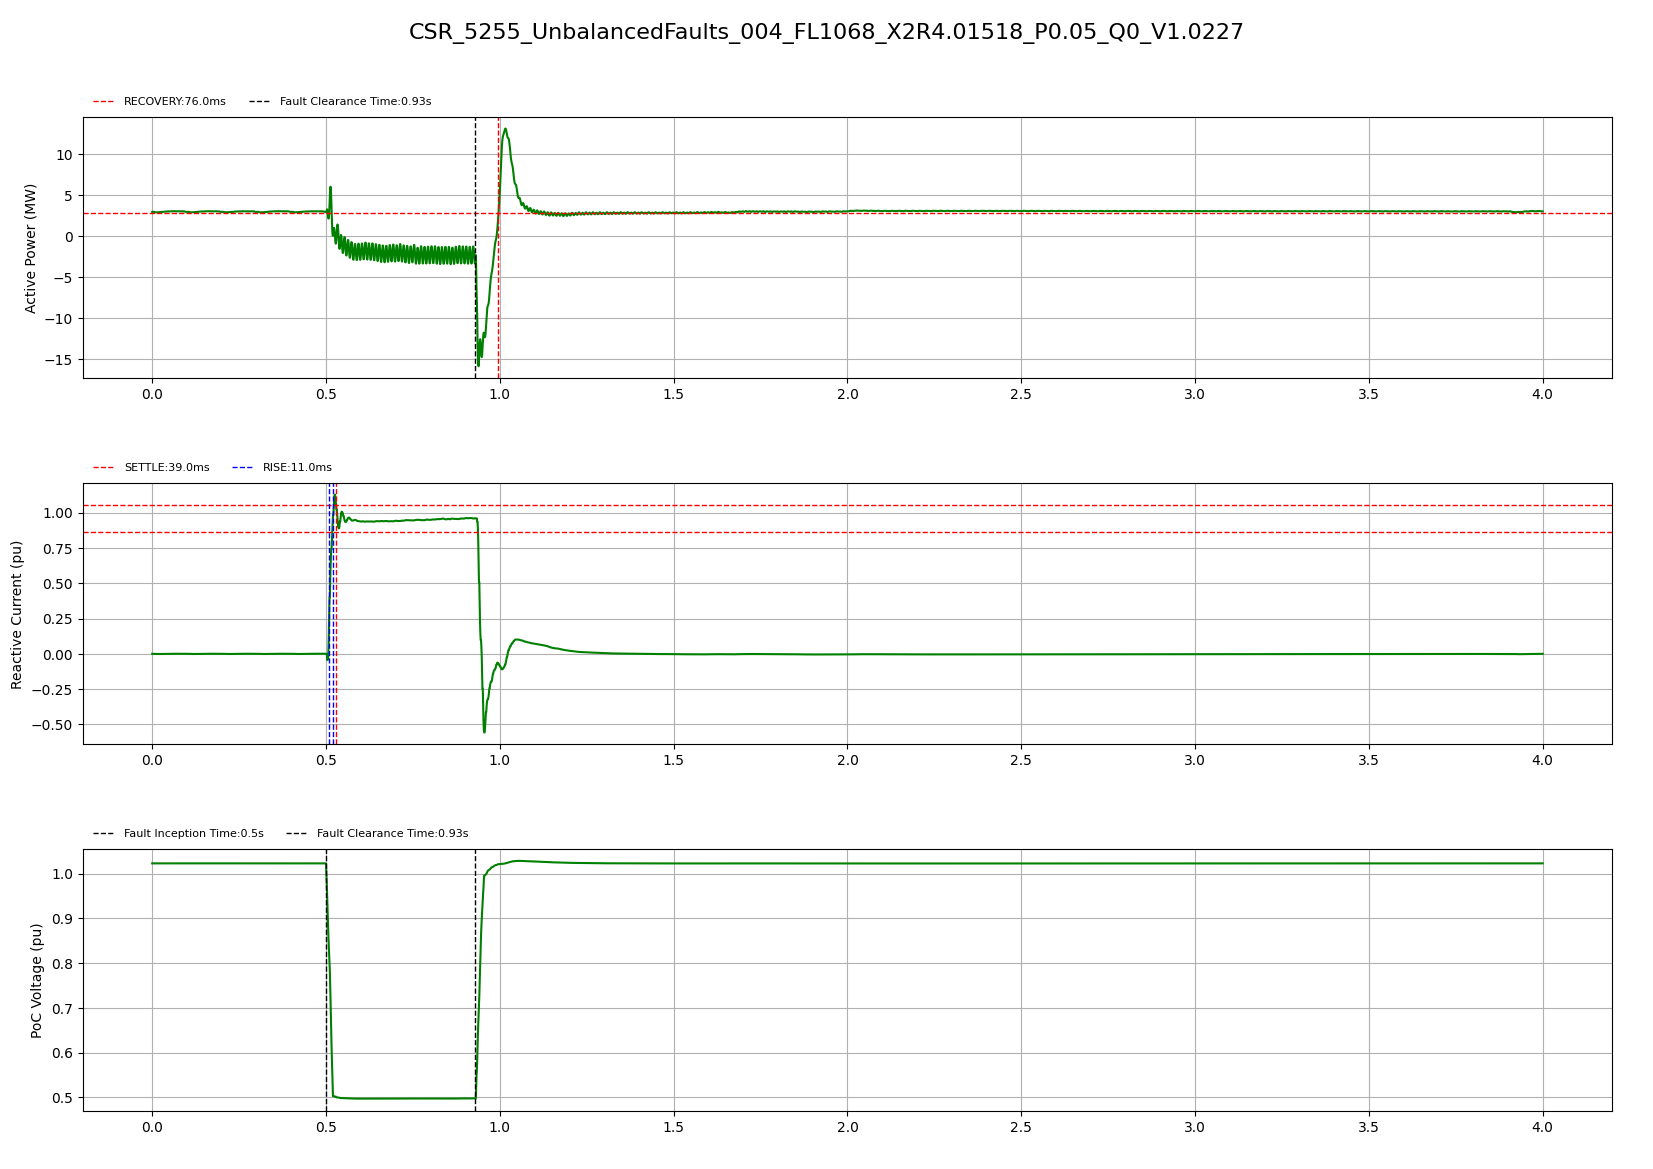 CSR_5255_UnbalancedFaults_004_FL1068_X2R4.01518_P0.05_Q0_V1.0227
RECOVERY:76.0ms Fault Clearance Time:0.93s
Active Power (MW)
10
5
0
−5
−10
−15
0.0 0.5 1.0 1.5 2.0 2.5 3.0 3.5 4.0
SETTLE:39.0ms RISE:11.0ms
Reactive Current (pu)
1.00
0.75
0.50
0.25
0.00
−0.25
−0.50
0.0 0.5 1.0 1.5 2.0 2.5 3.0 3.5 4.0
Fault Inception Time:0.5s Fault Clearance Time:0.93s
PoC Voltage (pu)
1.0
0.9
0.8
0.7
0.6
0.5
0.0 0.5 1.0 1.5 2.0 2.5 3.0 3.5 4.0